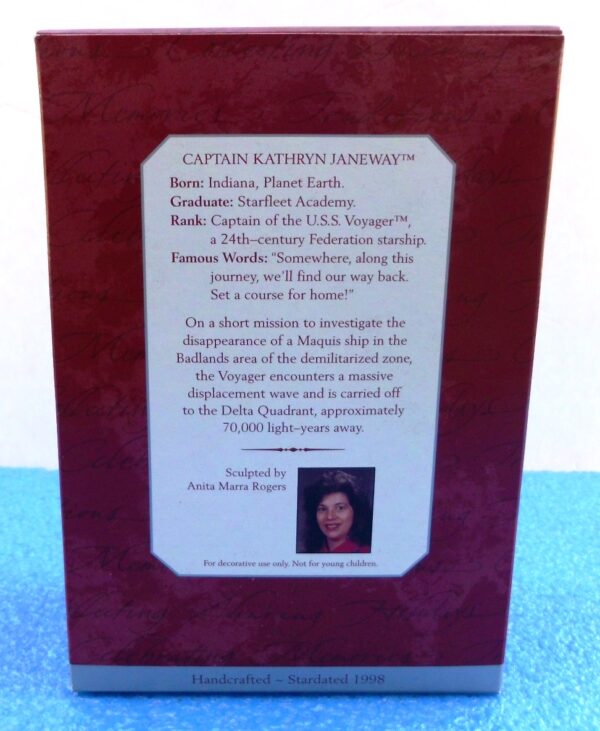 CAPTAIN KATHRYN JANEWAY™
Born: Indiana, Planet Earth.
Graduate: Starfleet Academy.
Rank: Captain of the U.S.S. Voyager™,
a 24th–century Federation starship.
Famous Words: “Somewhere, along this
journey, we’ll find our way back.
Set a course for home!”
On a short mission to investigate the
disappearance of a Maquis ship in the
Badlands area of the demilitarized zone,
the Voyager encounters a massive
displacement wave and is carried off
to the Delta Quadrant, approximately
70,000 light–years away.
Sculpted by
Anita Marra Rogers
For decorative use only. Not for young children.
Handcrafted ~ Stardated 1998